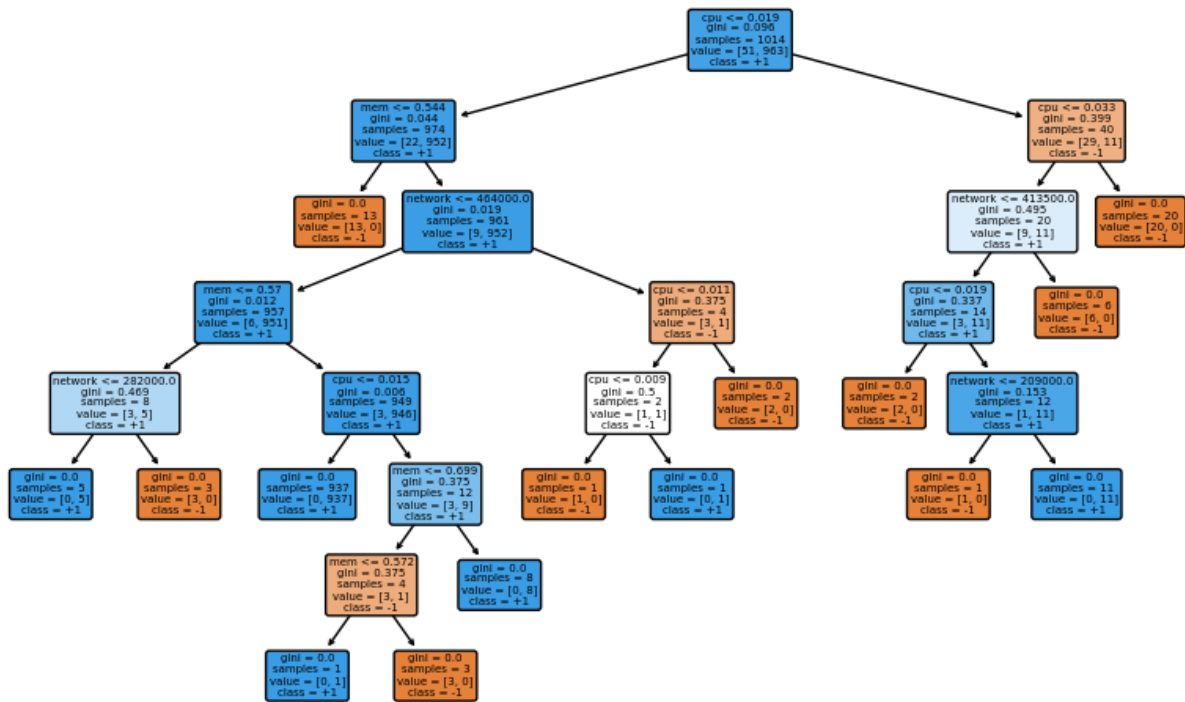 cpu <= 0.019
gini = 0.096
samples = 1014
value = [51, 963]
class = +1
mem <= 0.544
gini = 0.044
samples = 974
value = [22, 952]
class = +1
cpu <= 0.033
gini = 0.399
samples = 40
value = [29, 11]
class = -1
gini = 0.0
samples = 13
value = [13, 0]
class = -1
network <= 464000.0
gini = 0.019
samples = 961
value = [9, 952]
class = +1
network <= 413500.0
gini = 0.495
samples = 20
value = [9, 11]
class = +1
gini = 0.0
samples = 20
value = [20, 0]
class = -1
mem <= 0.57
gini = 0.012
samples = 957
value = [6, 951]
class = +1
cpu <= 0.011
gini = 0.375
samples = 4
value = [3, 1]
class = -1
cpu <= 0.019
gini = 0.337
samples = 14
value = [3, 11]
class = +1
gini = 0.0
samples = 6
value = [6, 0]
class = -1
network <= 282000.0
gini = 0.469
samples = 8
value = [3, 5]
class = +1
cpu <= 0.015
gini = 0.006
samples = 949
value = [3, 946]
class = +1
cpu <= 0.009
gini = 0.5
samples = 2
value = [1, 1]
class = -1
gini = 0.0
samples = 2
value = [2, 0]
class = -1
gini = 0.0
samples = 2
value = [2, 0]
class = -1
network <= 209000.0
gini = 0.153
samples = 12
value = [1, 11]
class = +1
gini = 0.0
samples = 5
value = [0, 5]
class = +1
gini = 0.0
samples = 3
value = [3, 0]
class = -1
gini = 0.0
samples = 937
value = [0, 937]
class = +1
mem <= 0.699
gini = 0.375
samples = 12
value = [3, 9]
class = +1
gini = 0.0
samples = 1
value = [1, 0]
class = -1
gini = 0.0
samples = 1
value = [0, 1]
class = +1
gini = 0.0
samples = 1
value = [1, 0]
class = -1
gini = 0.0
samples = 11
value = [0, 11]
class = +1
mem <= 0.572
gini = 0.375
samples = 4
value = [3, 1]
class = -1
gini = 0.0
samples = 8
value = [0, 8]
class = +1
gini = 0.0
samples = 1
value = [0, 1]
class = +1
gini = 0.0
samples = 3
value = [3, 0]
class = -1